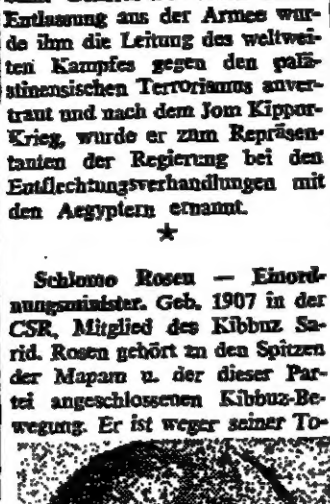 Entlassung aus der Armee wur-
de ihm die Leitung des weltwei-
ten Kampfes gegen den palä-
stinensischen Terrorismus anver-
traut und nach dem Jom Kippur-
Krieg, wurde er zum Repräsen-
tanten der Regierung bei den
Entflechtungsverhandlungen mit
den Aegyptern ernannt.
★
Schlomo Rosen — Einord-
nungsminister. Geb. 1907 in der
CSR, Mitglied des Kibbuz Sa-
rid. Rosen gehört zu den Spitzen
der Mapam u. der dieser Par-
tei angeschlossenen Kibbuz-Be-
wegung. Er ist weger seiner To-